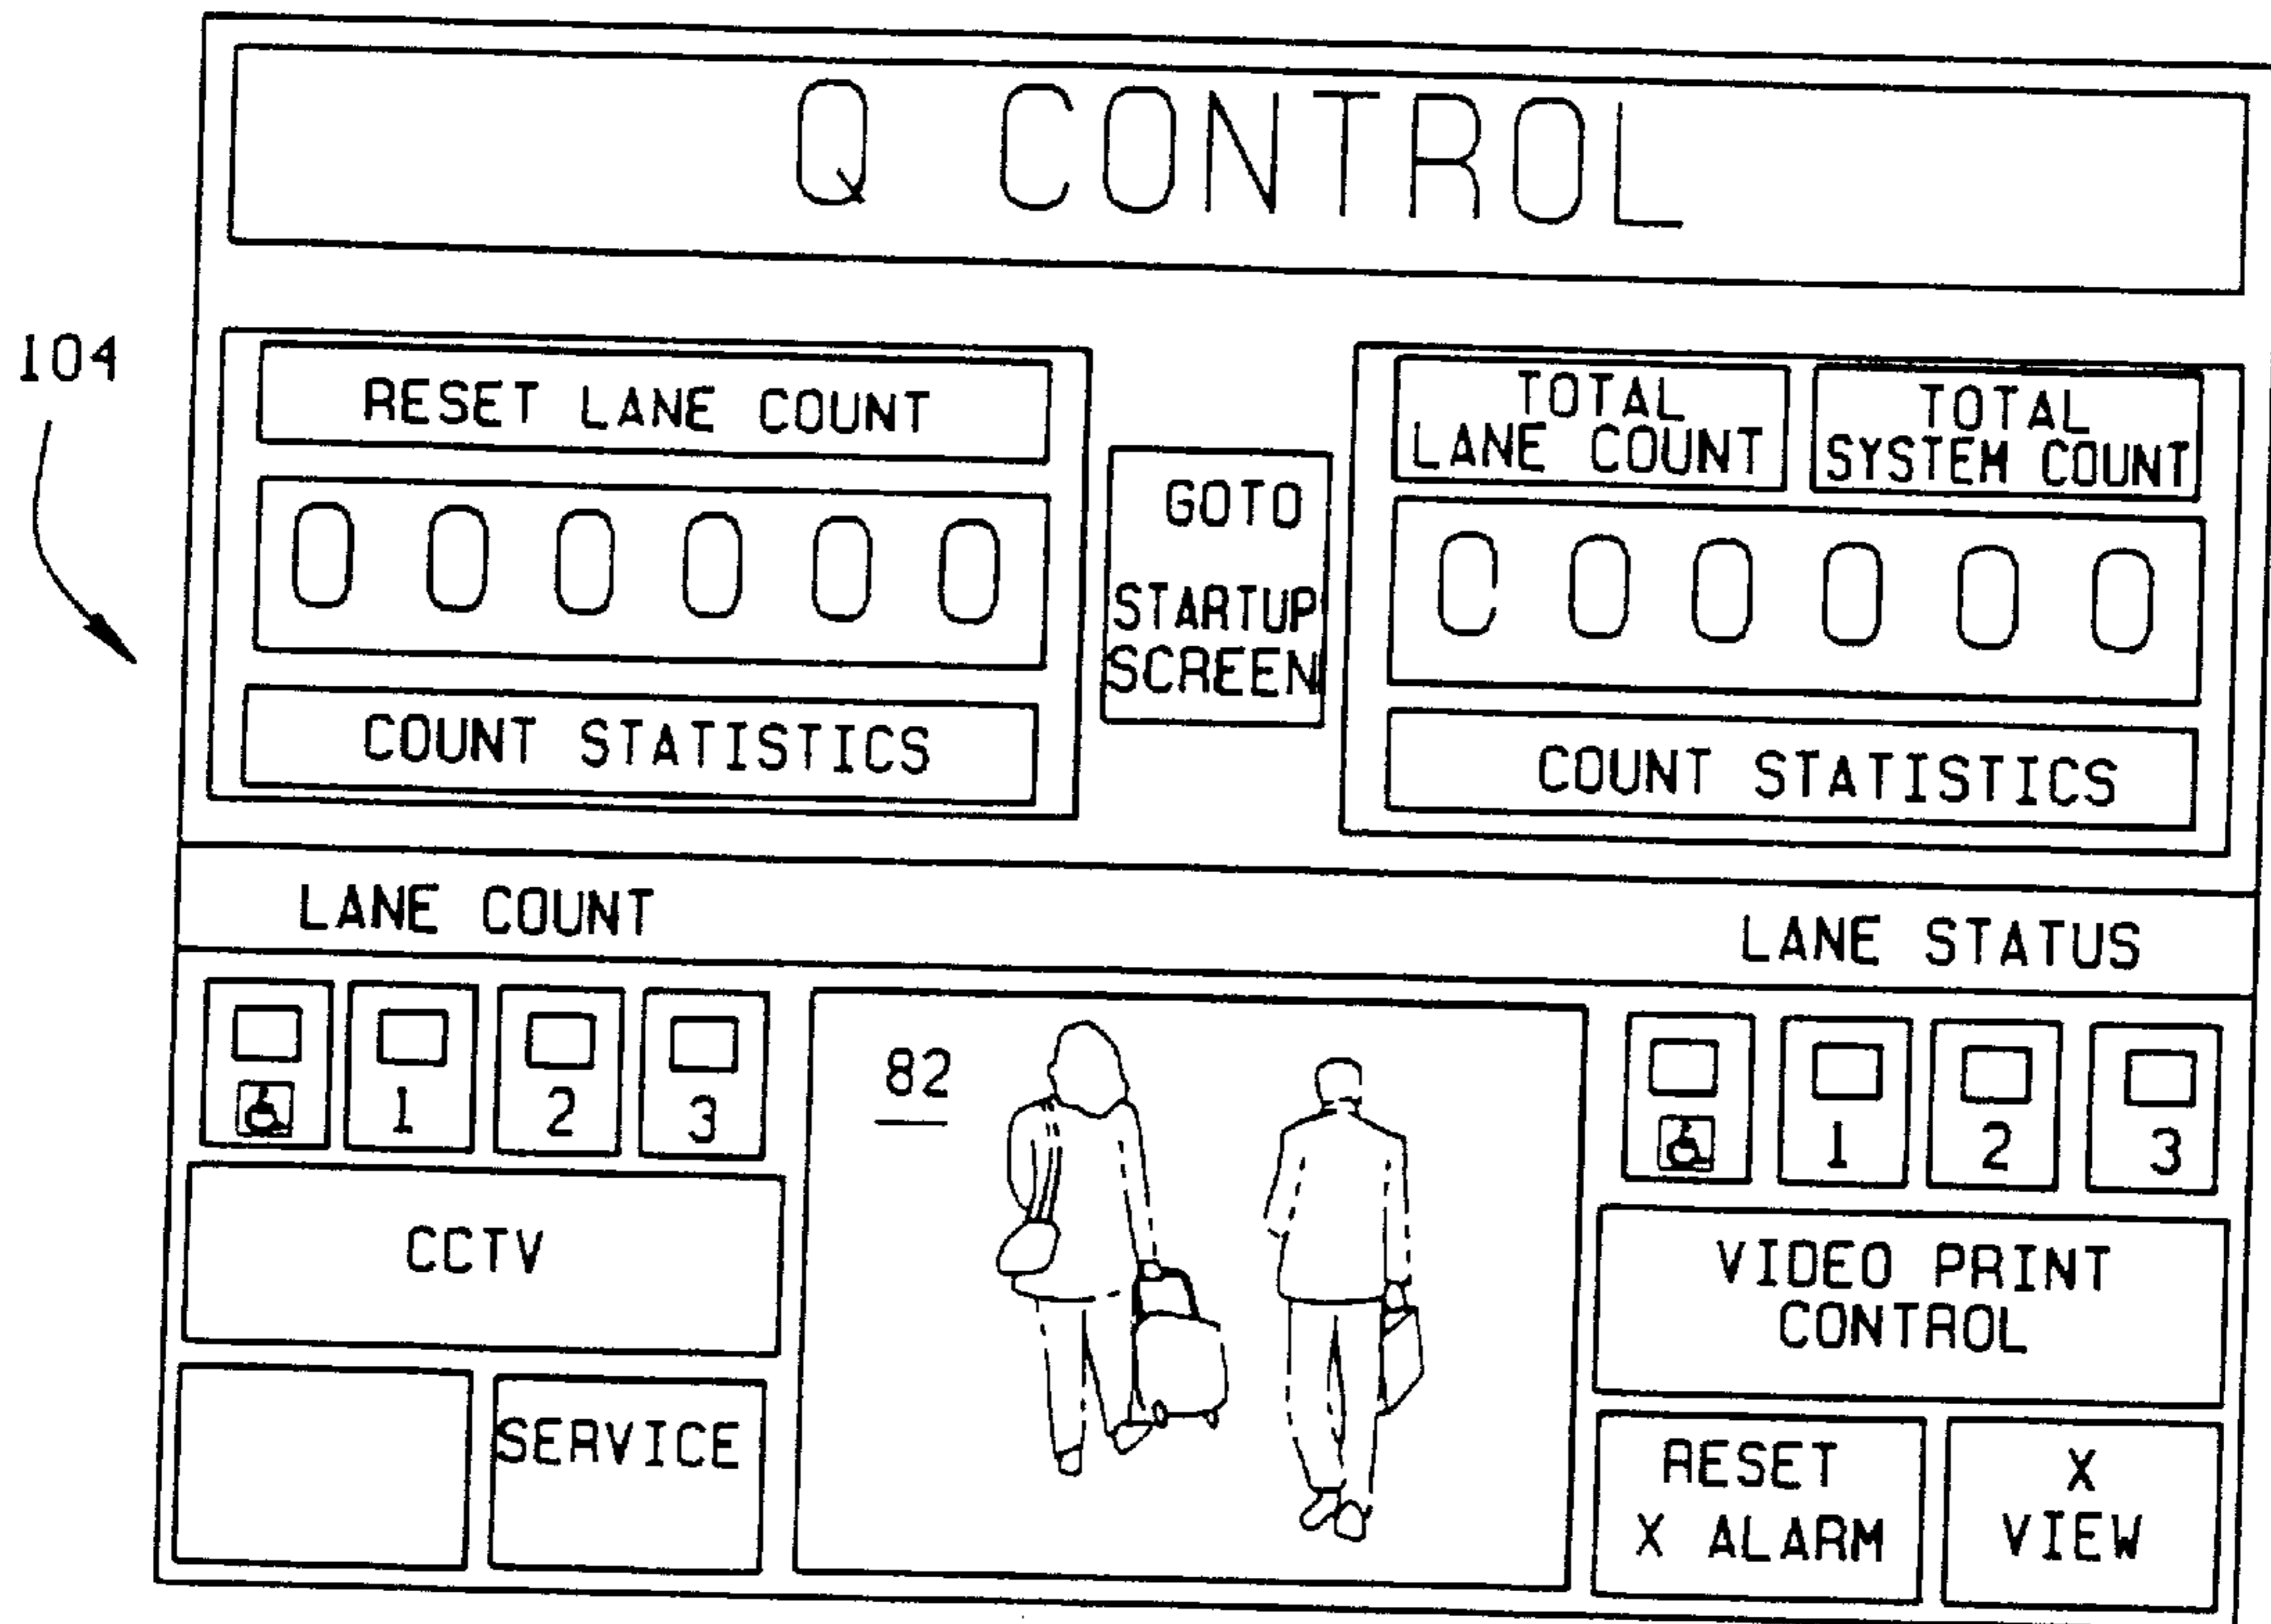 Q CONTROL
104
RESET LANE COUNT
0 0 0 0 0 0
COUNT STATISTICS
GOTO
STARTUP
SCREEN
TOTAL
LANE COUNT
TOTAL
SYSTEM COUNT
0 0 0 0 0 0
COUNT STATISTICS
LANE COUNT
LANE STATUS
1 2 3
82
1 2 3
CCTV
VIDEO PRINT
CONTROL
SERVICE
RESET
X ALARM
X
VIEW